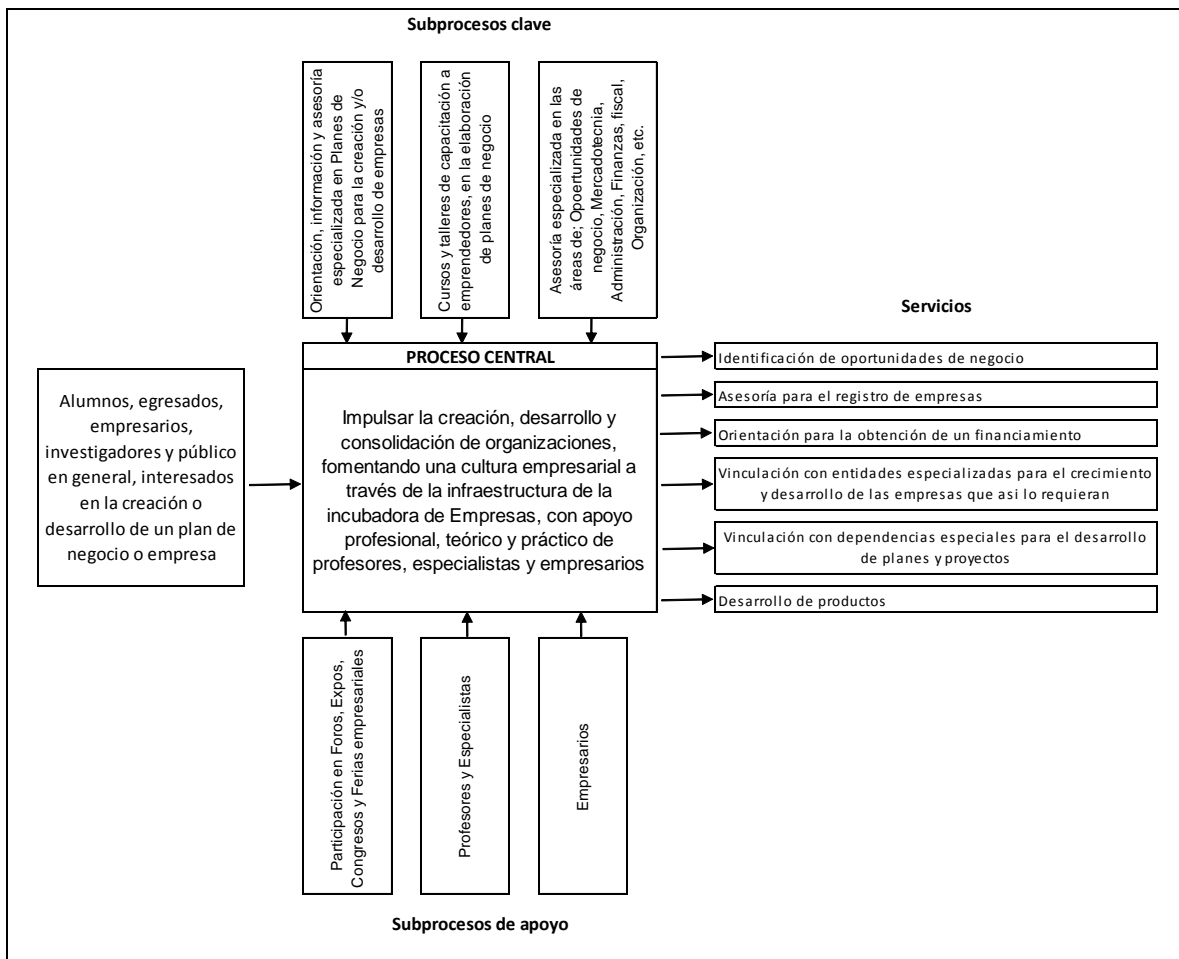 Subprocesos clave
Orientación, información y asesoría
especializada en Planes de
Negocio para la creación y/o
desarrollo de empresas
Cursos y talleres de capacitación a
emprendedores, en la elaboración
de planes de negocio
Asesoría especializada en las
áreas de; Opoertunidades de
negocio, Mercadotecnia,
Administración, Finanzas, fiscal,
Organización, etc.
Servicios
PROCESO CENTRAL
Alumnos, egresados,
empresarios,
investigadores y público
en general, interesados
en la creación o
desarrollo de un plan de
negocio o empresa
Impulsar la creación, desarrollo y
consolidación de organizaciones,
fomentando una cultura empresarial a
través de la infraestructura de la
incubadora de Empresas, con apoyo
profesional, teórico y práctico de
profesores, especialistas y empresarios
Identificación de oportunidades de negocio
Asesoría para el registro de empresas
Orientación para la obtención de un financiamiento
Vinculación con entidades especializadas para el crecimiento
y desarrollo de las empresas que asi lo requieran
Vinculación con dependencias especiales para el desarrollo
de planes y proyectos
Desarrollo de productos
Participación en Foros, Expos,
Congresos y Ferias empresariales
Profesores y Especialistas
Empresarios
Subprocesos de apoyo